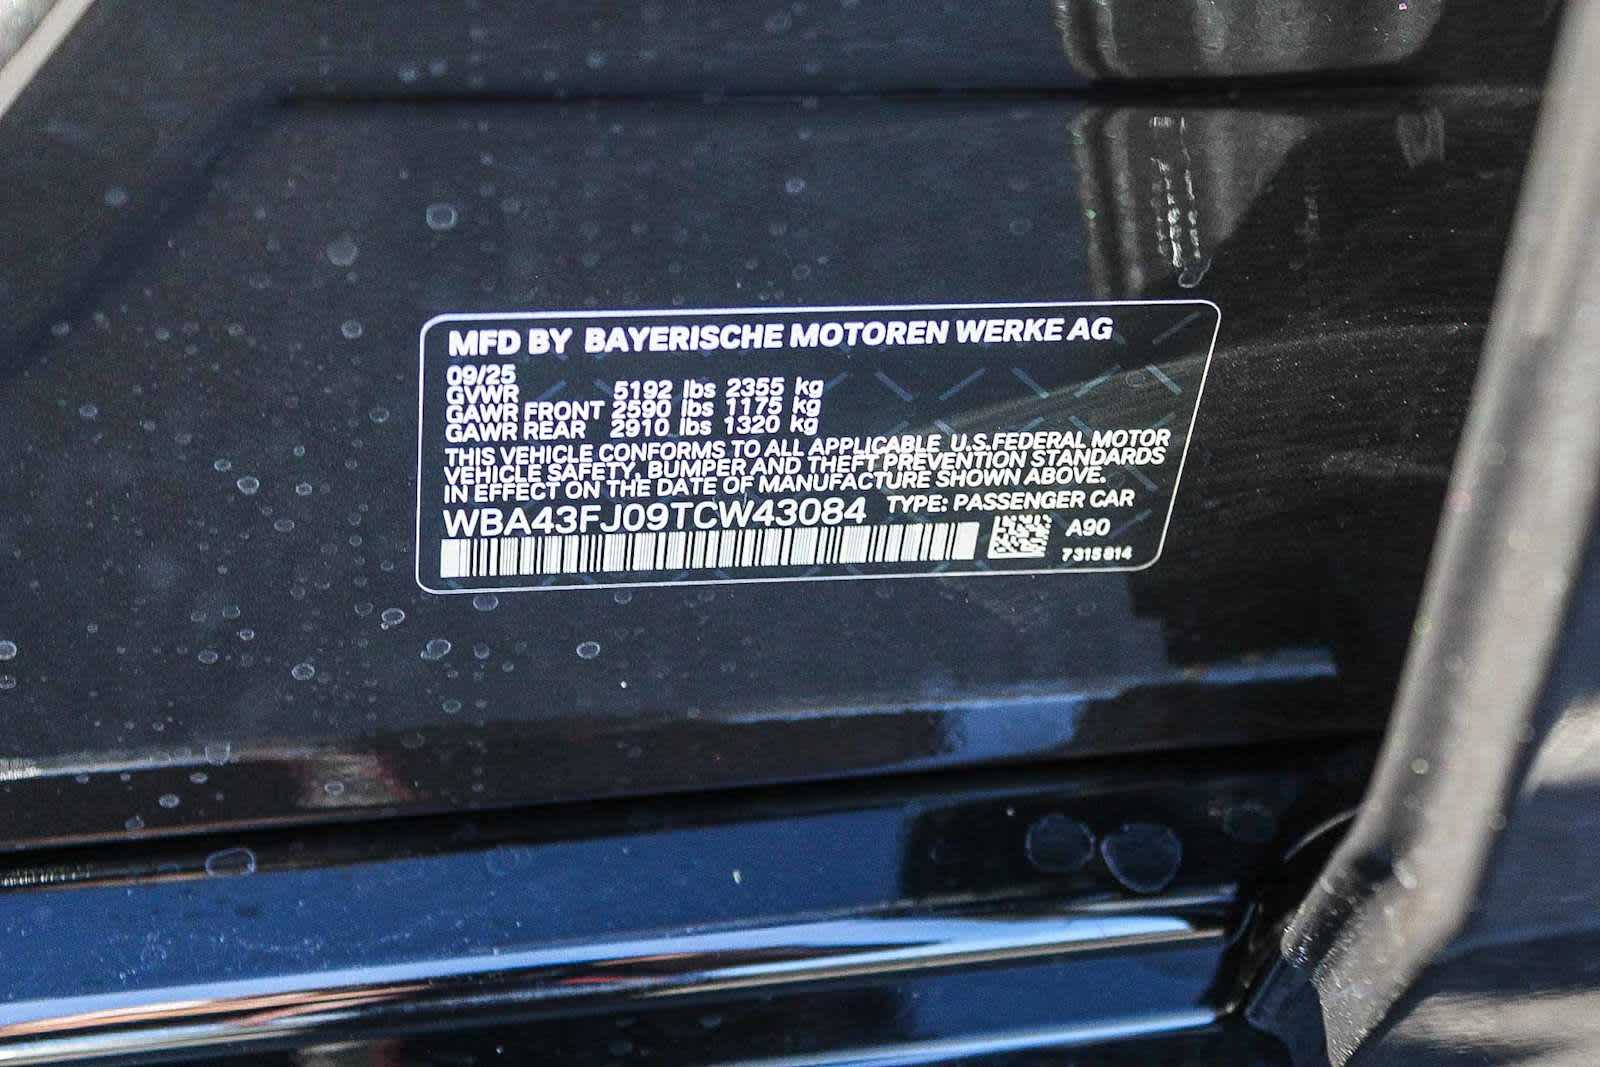 MFD BY BAYERISCHE MOTOREN WERKE AG
09/25
GVWR 5192 lbs 2355 kg
GAWR FRONT 2590 lbs 1175 kg
GAWR REAR 2910 lbs 1320 kg
THIS VEHICLE CONFORMS TO ALL APPLICABLE U.S.FEDERAL MOTOR
VEHICLE SAFETY, BUMPER AND THEFT PREVENTION STANDARDS
IN EFFECT ON THE DATE OF MANUFACTURE SHOWN ABOVE.
WBA43FJ09TCW43084 TYPE: PASSENGER CAR
A90
7315814